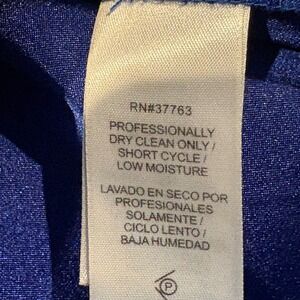 RN#37763
PROFESSIONALLY
DRY CLEAN ONLY /
SHORT CYCLE /
LOW MOISTURE
LAVADO EN SECO POR
PROFESIONALES
SOLAMENTE /
CICLO LENTO /
BAJA HUMEDAD
P